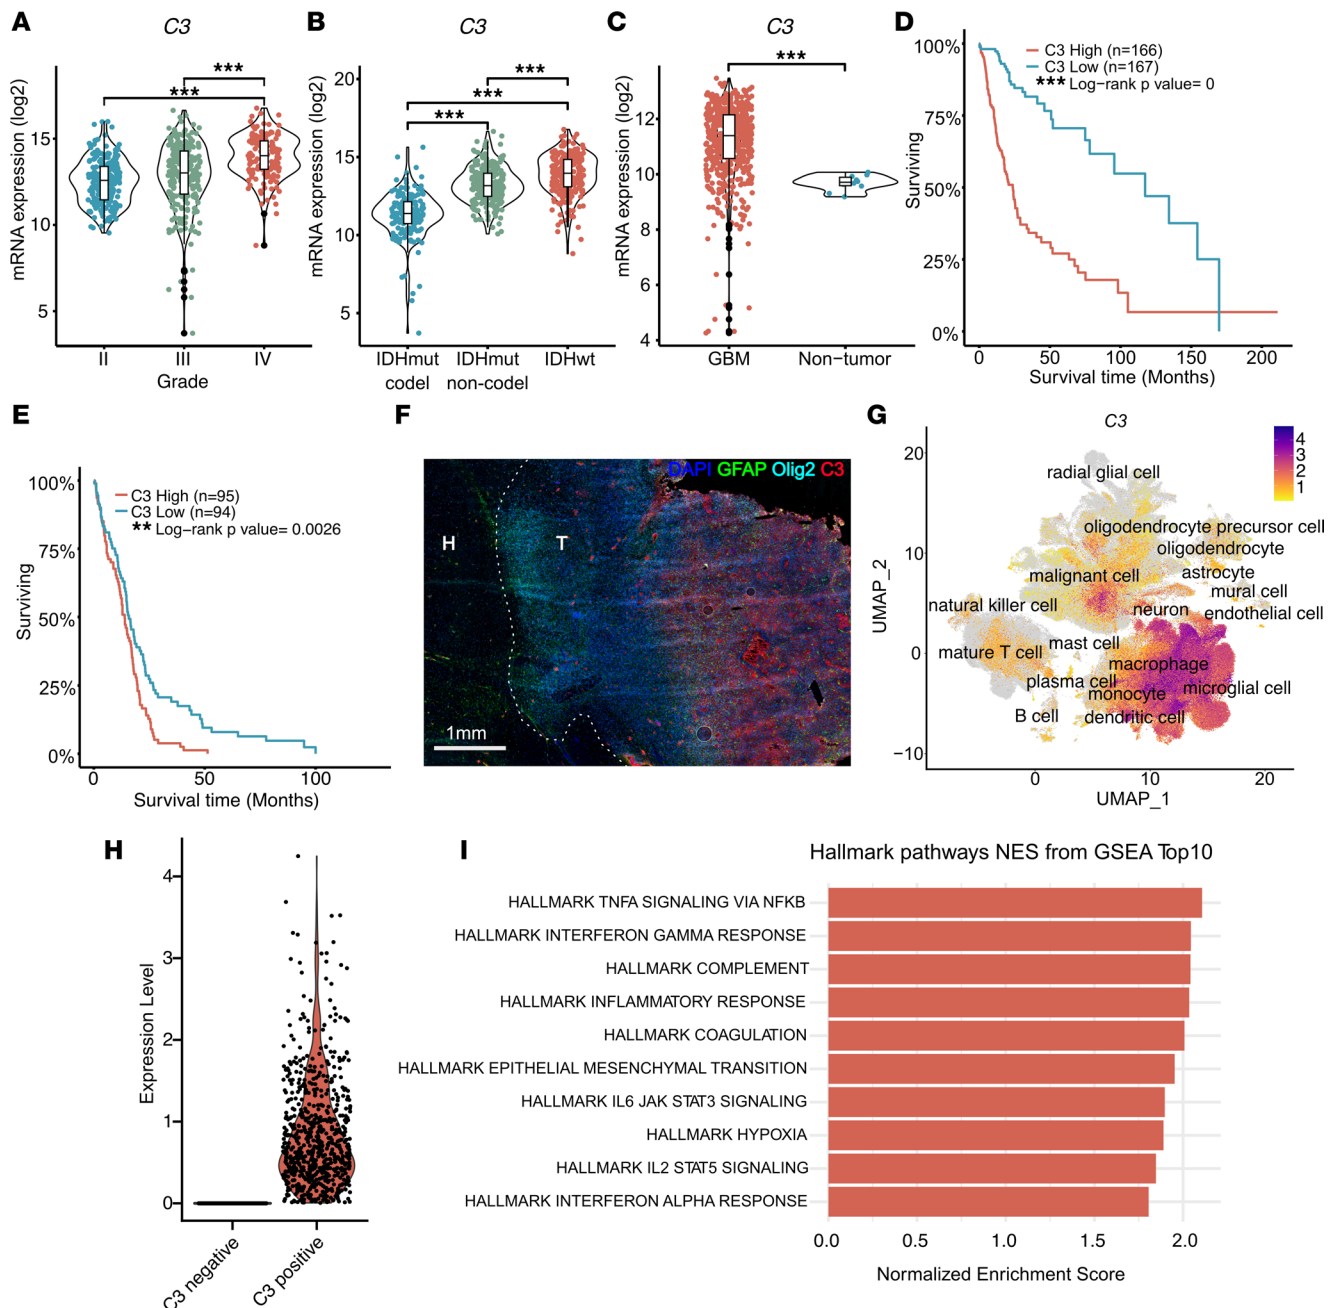 A
C3
mRNA expression (log2)
15
10
5
***
***
II
III
IV
Grade
B
C3
mRNA expression (log2)
20
15
10
5
***
***
***
IDHmut
codel
IDHmut
non-codel
IDHwt
C
C3
mRNA expression (log2)
12
10
8
6
4
***
GBM
Non-tumor
D
Surviving
100%
75%
50%
25%
0%
C3 High (n=166)
C3 Low (n=167)
*** Log-rank p value= 0
0
50
100
150
200
Survival time (Months)
E
Surviving
100%
75%
50%
25%
0%
C3 High (n=95)
C3 Low (n=94)
** Log-rank p value= 0.0026
0
50
100
Survival time (Months)
F
DAPI GFAP Olig2 C3
H
T
1mm
G
C3
4
3
2
1
UMAP_2
20
10
0
−10
radial glial cell
oligodendrocyte precursor cell
oligodendrocyte
malignant cell
astrocyte
mural cell
natural killer cell
neuron
endothelial cell
mature T cell
mast cell
macrophage
plasma cell
monocyte
microglial cell
B cell
dendritic cell
0
10
20
UMAP_1
H
Expression Level
4
3
2
1
0
C3 negative
C3 positive
I
Hallmark pathways NES from GSEA Top10
HALLMARK TNFA SIGNALING VIA NFKB
HALLMARK INTERFERON GAMMA RESPONSE
HALLMARK COMPLEMENT
HALLMARK INFLAMMATORY RESPONSE
HALLMARK COAGULATION
HALLMARK EPITHELIAL MESENCHYMAL TRANSITION
HALLMARK IL6 JAK STAT3 SIGNALING
HALLMARK HYPOXIA
HALLMARK IL2 STAT5 SIGNALING
HALLMARK INTERFERON ALPHA RESPONSE
0.0
0.5
1.0
1.5
2.0
Normalized Enrichment Score